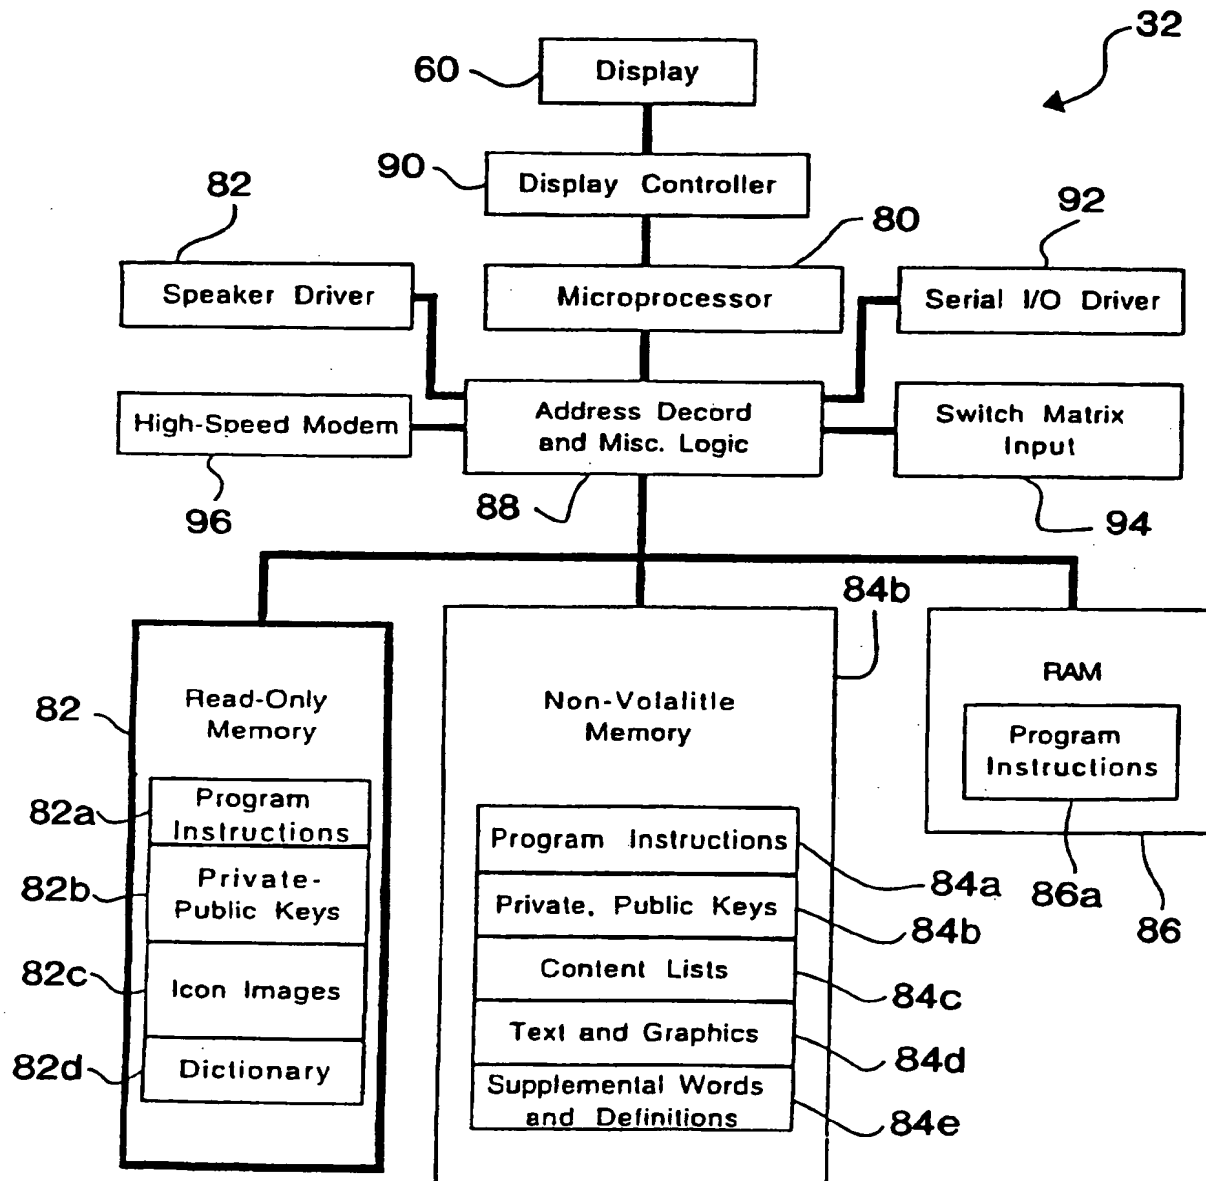 32
60
Display
90
Display Controller
82
80
92
Speaker Driver
Microprocessor
Serial I/O Driver
High-Speed Modem
Address Decord
and Misc. Logic
Switch Matrix
Input
96
88
94
84b
82
Read-Only
Memory
Non-Volalitle
Memory
RAM
Program
Instructions
86a
86
82a
Program
Instructions
82b
Private-
Public Keys
82c
Icon Images
82d
Dictionary
Program Instructions
84a
Private, Public Keys
84b
Content Lists
84c
Text and Graphics
84d
Supplemental Words
and Definitions
84e